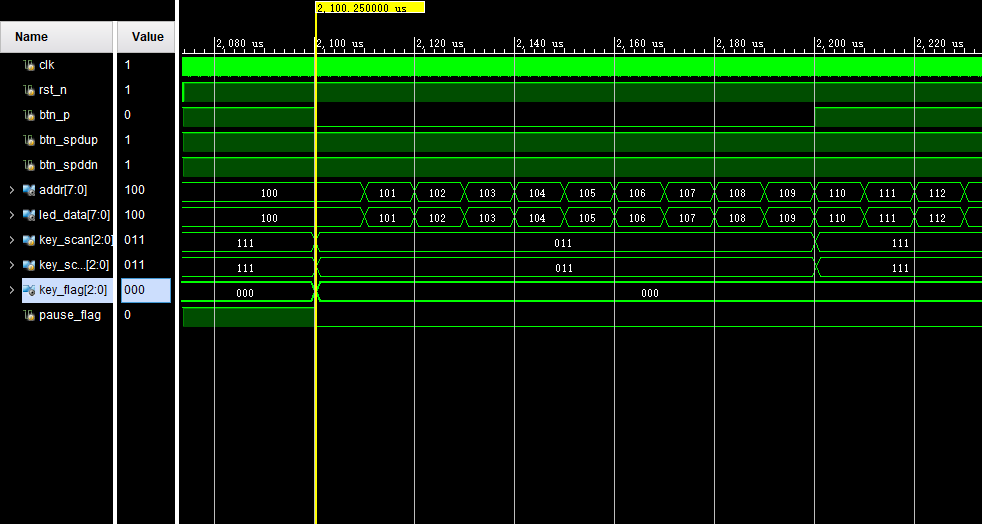 2,100.250000 us
Name Value
2,080 us 2,100 us 2,120 us 2,140 us 2,160 us 2,180 us 2,200 us 2,220 us
clk 1
rst_n 1
btn_p 0
btn_spdup 1
btn_spddn 1
addr[7:0] 100 100 101 102 103 104 105 106 107 108 109 110 111 112
led_data[7:0] 100 100 101 102 103 104 105 106 107 108 109 110 111 112
key_scan[2:0] 011 111 011 111
key_sc...[2:0] 011 111 011 111
key_flag[2:0] 000 000 000
pause_flag 0